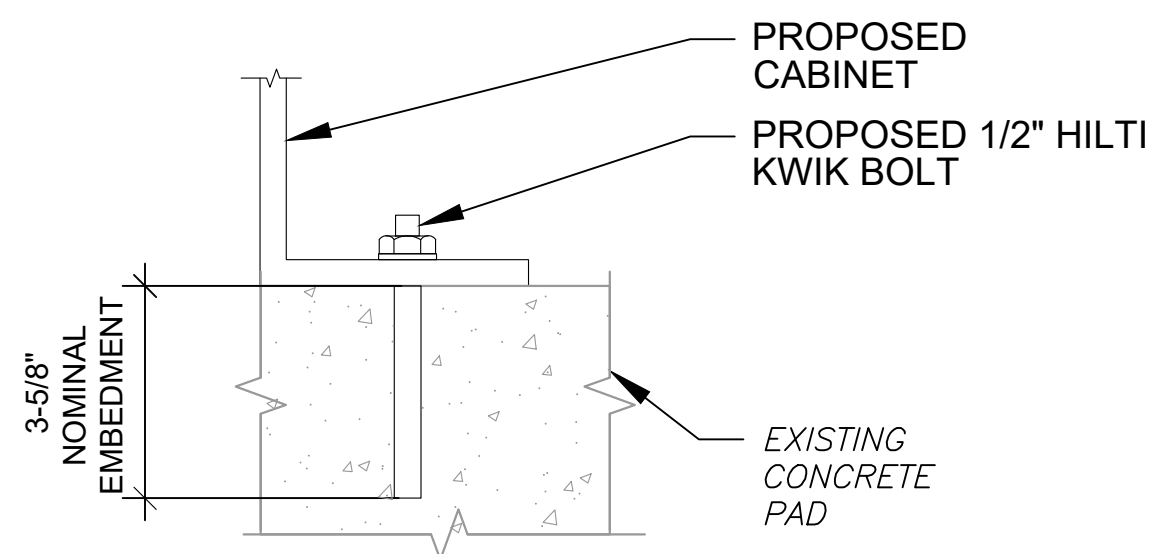 PROPOSED
CABINET
PROPOSED 1/2" HILTI
KWIK BOLT
3-5/8"
NOMINAL
EMBEDMENT
EXISTING
CONCRETE
PAD